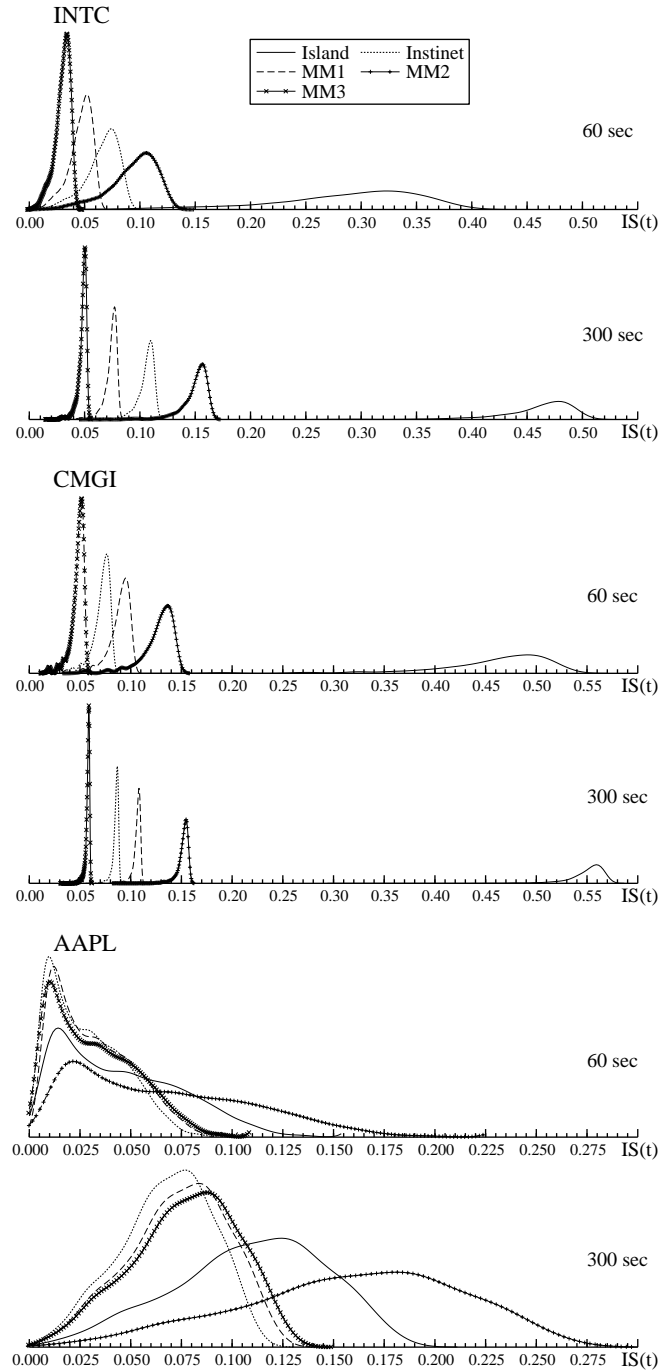 INTC
Island Instinet
MM1 MM2
MM3
60 sec
0.00 0.05 0.10 0.15 0.20 0.25 0.30 0.35 0.40 0.45 0.50 IS(t)
300 sec
0.00 0.05 0.10 0.15 0.20 0.25 0.30 0.35 0.40 0.45 0.50 IS(t)
CMGI
60 sec
0.00 0.05 0.10 0.15 0.20 0.25 0.30 0.35 0.40 0.45 0.50 0.55 IS(t)
300 sec
0.00 0.05 0.10 0.15 0.20 0.25 0.30 0.35 0.40 0.45 0.50 0.55 IS(t)
AAPL
60 sec
0.000 0.025 0.050 0.075 0.100 0.125 0.150 0.175 0.200 0.225 0.250 0.275 IS(t)
300 sec
0.000 0.025 0.050 0.075 0.100 0.125 0.150 0.175 0.200 0.225 0.250 0.275 IS(t)